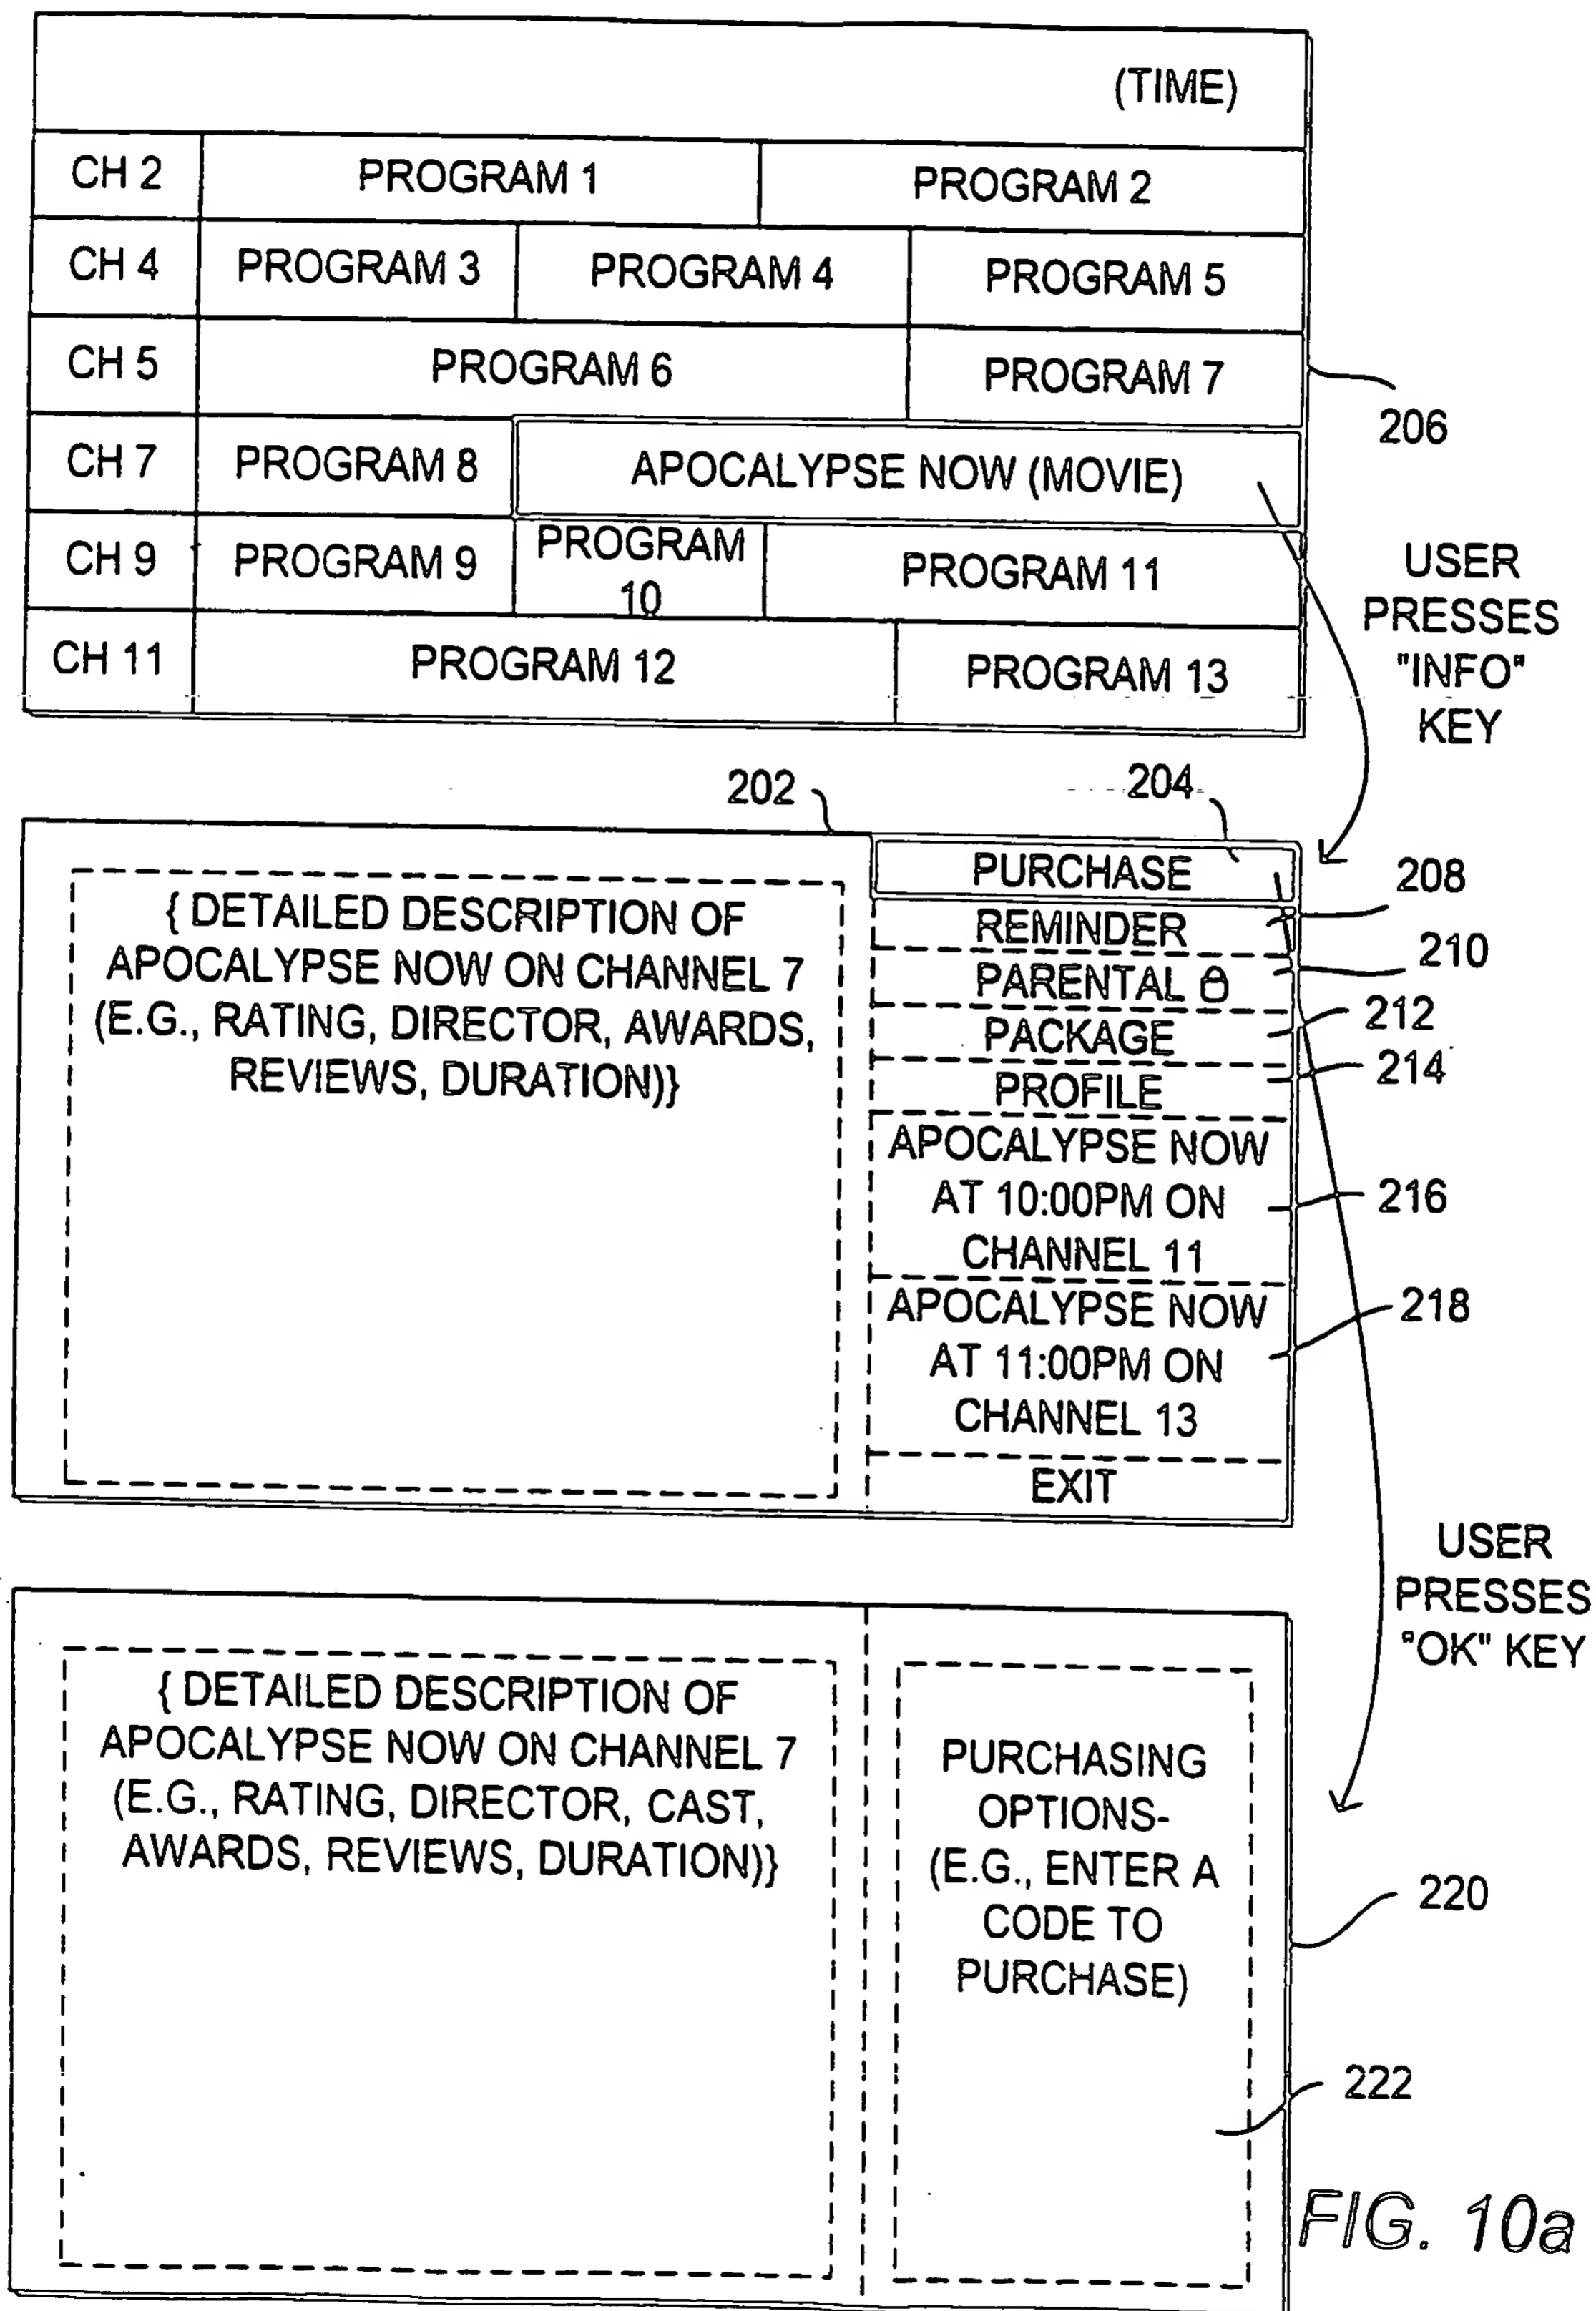 (TIME)
CH 2 PROGRAM 1 PROGRAM 2
CH 4 PROGRAM 3 PROGRAM 4 PROGRAM 5
CH 5 PROGRAM 6 PROGRAM 7
206
CH 7 PROGRAM 8 APOCALYPSE NOW (MOVIE)
CH 9 PROGRAM 9 PROGRAM
10
PROGRAM 11
CH 11 PROGRAM 12 PROGRAM 13
USER
PRESSES
"INFO"
KEY
202
204
{ DETAILED DESCRIPTION OF
APOCALYPSE NOW ON CHANNEL 7
(E.G., RATING, DIRECTOR, AWARDS,
REVIEWS, DURATION)}
PURCHASE
REMINDER
208
PARENTAL
210
PACKAGE
212
PROFILE
214
APOCALYPSE NOW
AT 10:00PM ON
CHANNEL 11
216
APOCALYPSE NOW
AT 11:00PM ON
CHANNEL 13
218
EXIT
USER
PRESSES
"OK" KEY
{ DETAILED DESCRIPTION OF
APOCALYPSE NOW ON CHANNEL 7
(E.G., RATING, DIRECTOR, CAST,
AWARDS, REVIEWS, DURATION)}
PURCHASING
OPTIONS-
(E.G., ENTER A
CODE TO
PURCHASE)
220
222
FIG. 10a